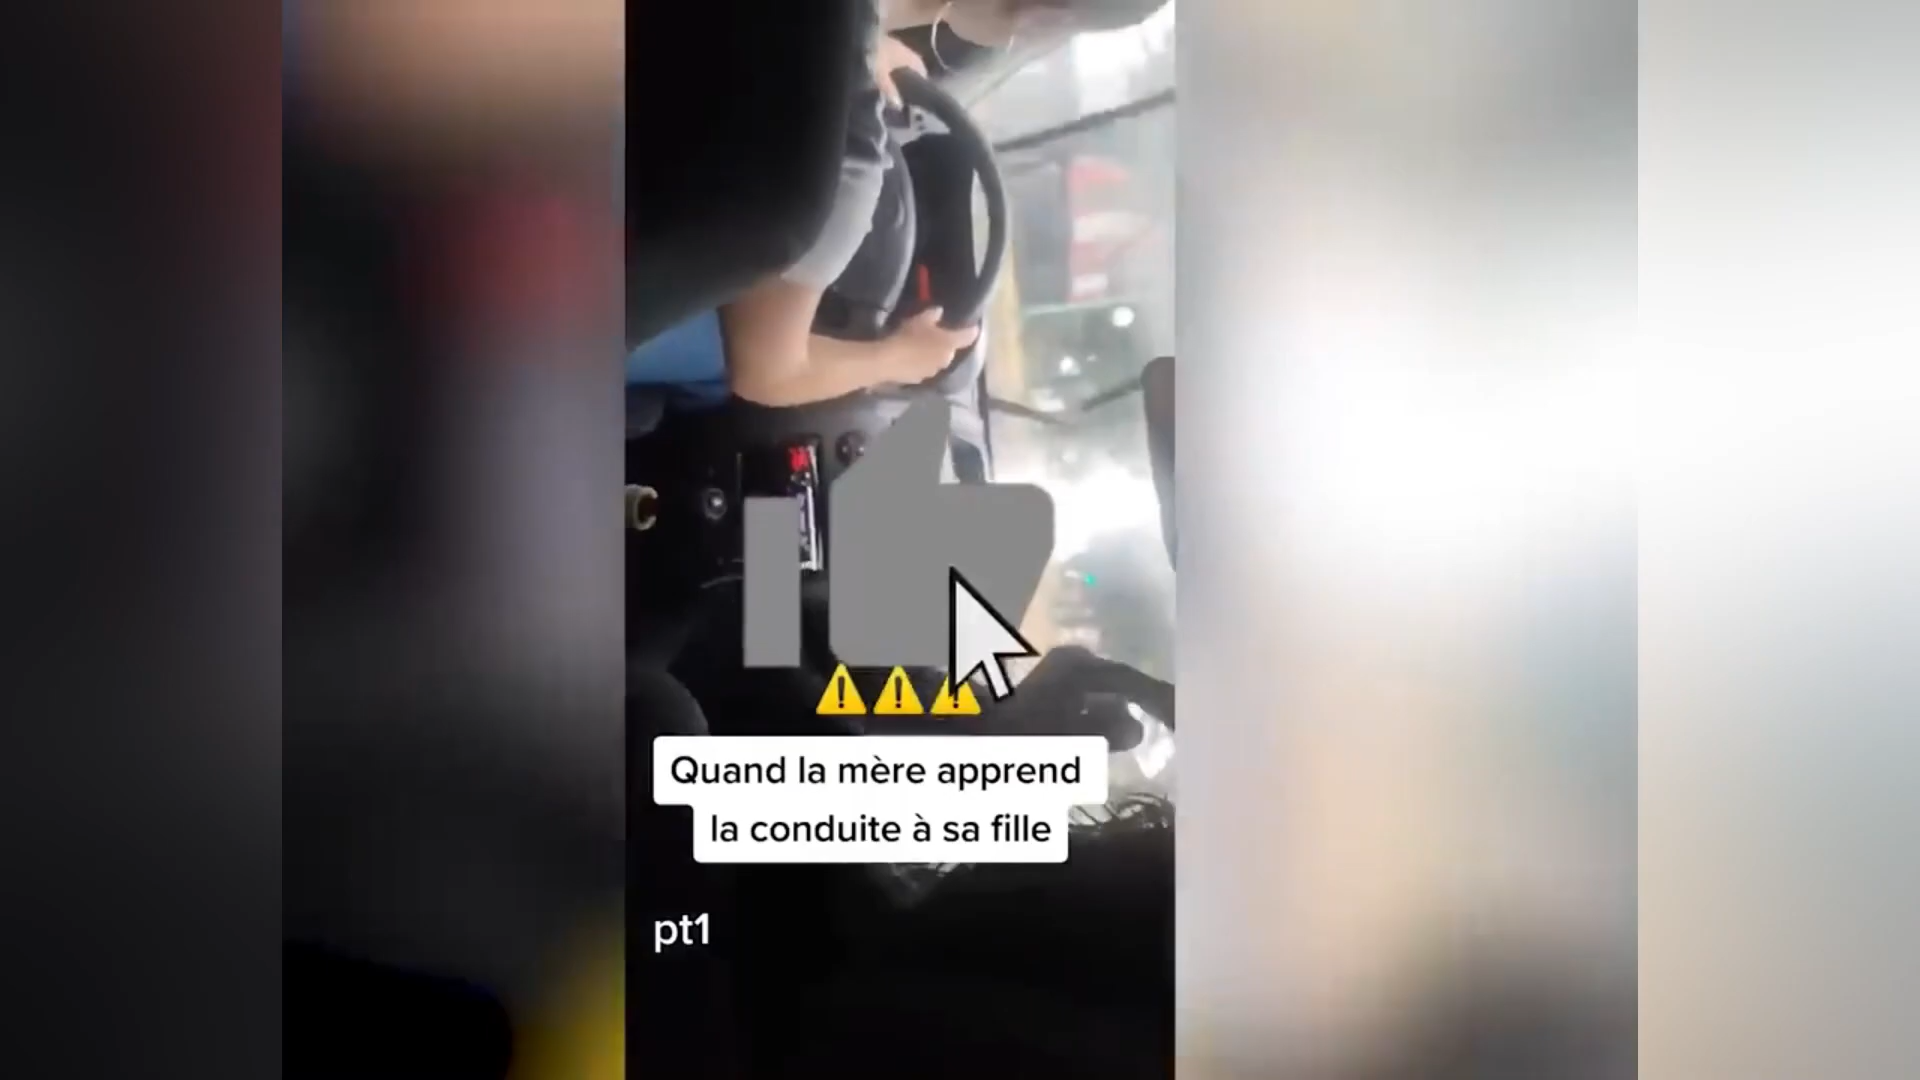 ⚠️⚠️⚠️
Quand la mère apprend
la conduite à sa fille
pt1